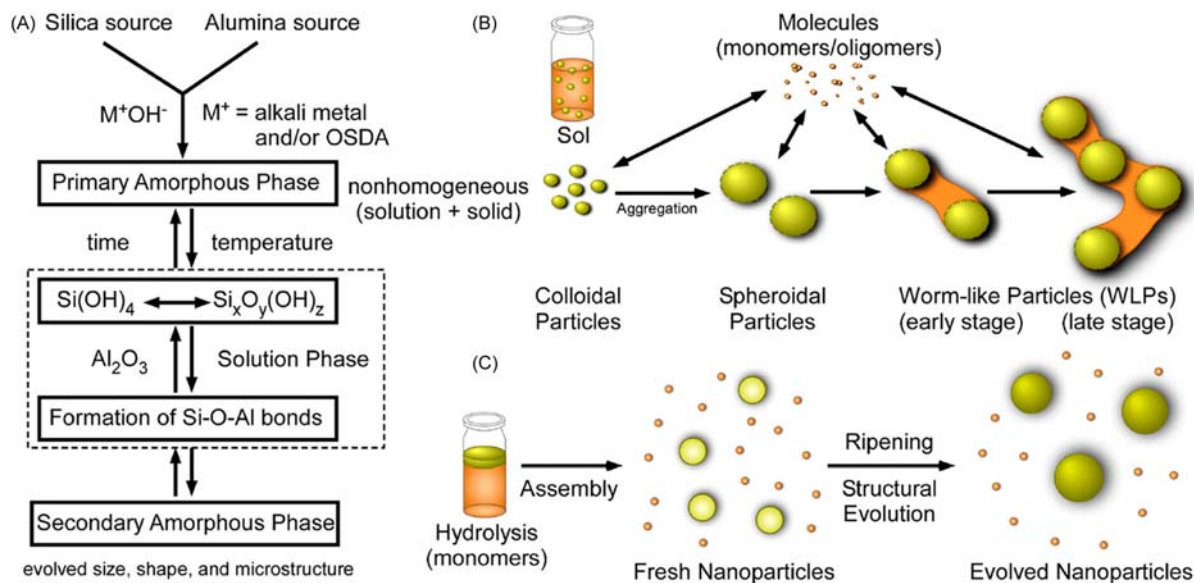 (A)
Silica source Alumina source
M⁺OH⁻
M⁺ = alkali metal
and/or OSDA
Primary Amorphous Phase
nonhomogeneous
(solution + solid)
time temperature
Si(OH)₄ SiₓOᵧ(OH)z
Al₂O₃ Solution Phase
Formation of Si-O-Al bonds
Secondary Amorphous Phase
evolved size, shape, and microstructure
(B)
Sol
Molecules
(monomers/oligomers)
Aggregation
Colloidal
Particles
Spheroidal
Particles
Worm-like Particles (WLPs)
(early stage) (late stage)
(C)
Hydrolysis
(monomers)
Assembly
Fresh Nanoparticles
Ripening
Structural
Evolution
Evolved Nanoparticles